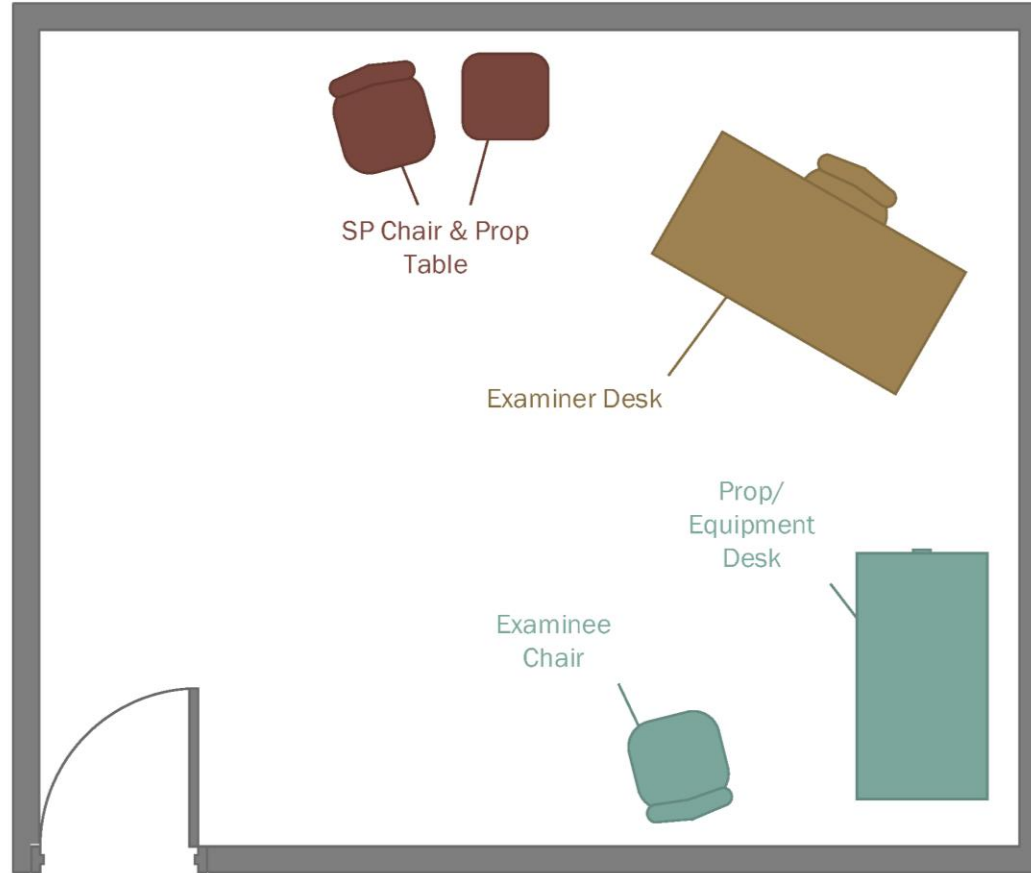 SP Chair & Prop
Table
Examiner Desk
Prop/
Equipment
Desk
Examinee
Chair